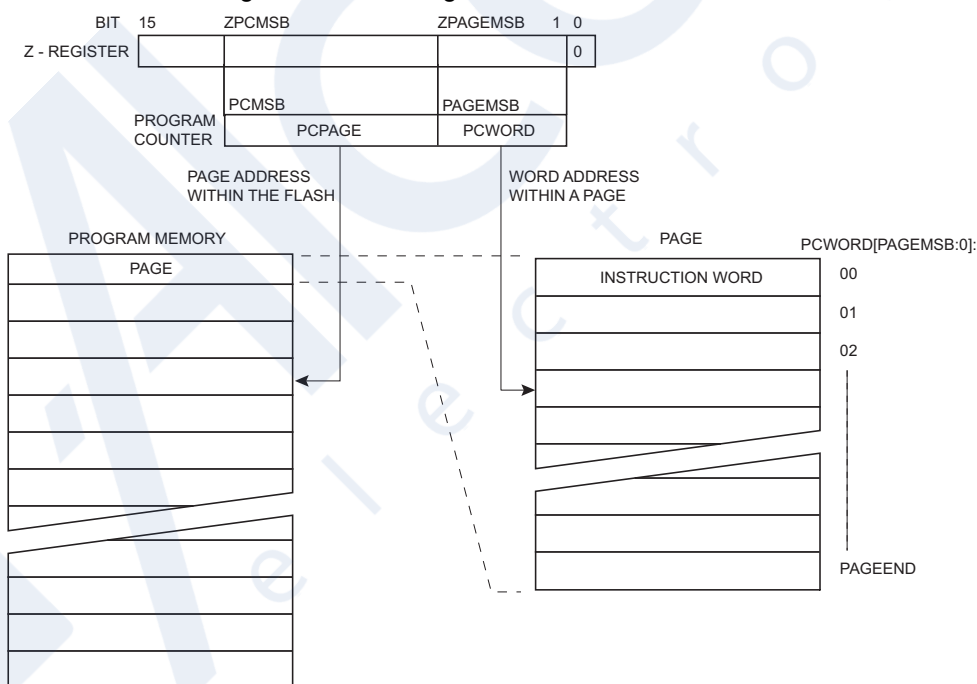 BIT 15 ZPCMSB ZPAGEMSB 1 0
Z - REGISTER 0
PCMSB PAGEMSB
PROGRAM
COUNTER
PCPAGE PCWORD
PAGE ADDRESS
WITHIN THE FLASH
WORD ADDRESS
WITHIN A PAGE
PROGRAM MEMORY
PAGE
PAGE
PCWORD[PAGEMSB:0]:
INSTRUCTION WORD
00
01
02
PAGEEND